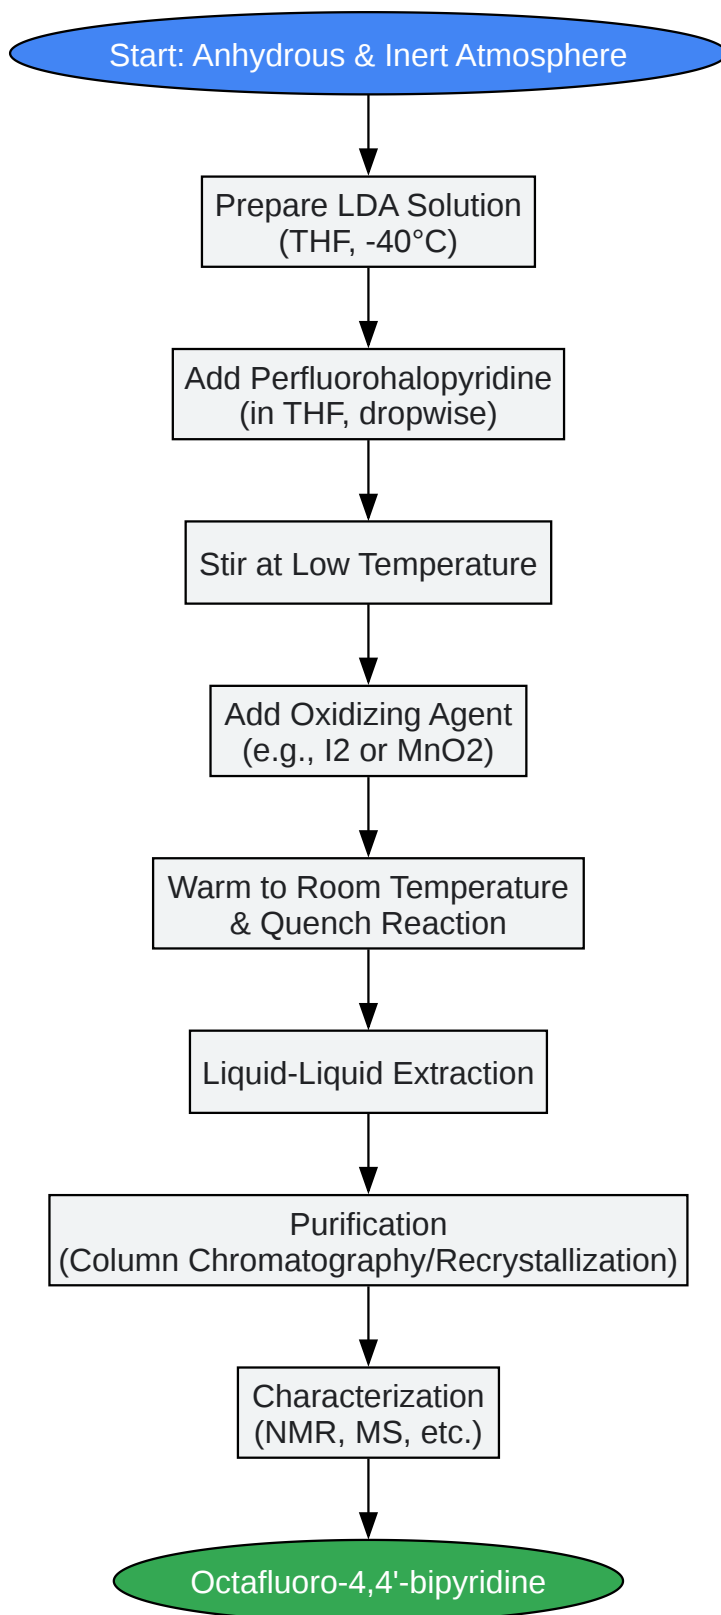 Start: Anhydrous & Inert Atmosphere
Prepare LDA Solution
(THF, -40°C)
Add Perfluorohalopyridine
(in THF, dropwise)
Stir at Low Temperature
Add Oxidizing Agent
(e.g., I2 or MnO2)
Warm to Room Temperature
& Quench Reaction
Liquid-Liquid Extraction
Purification
(Column Chromatography/Recrystallization)
Characterization
(NMR, MS, etc.)
Octafluoro-4,4'-bipyridine